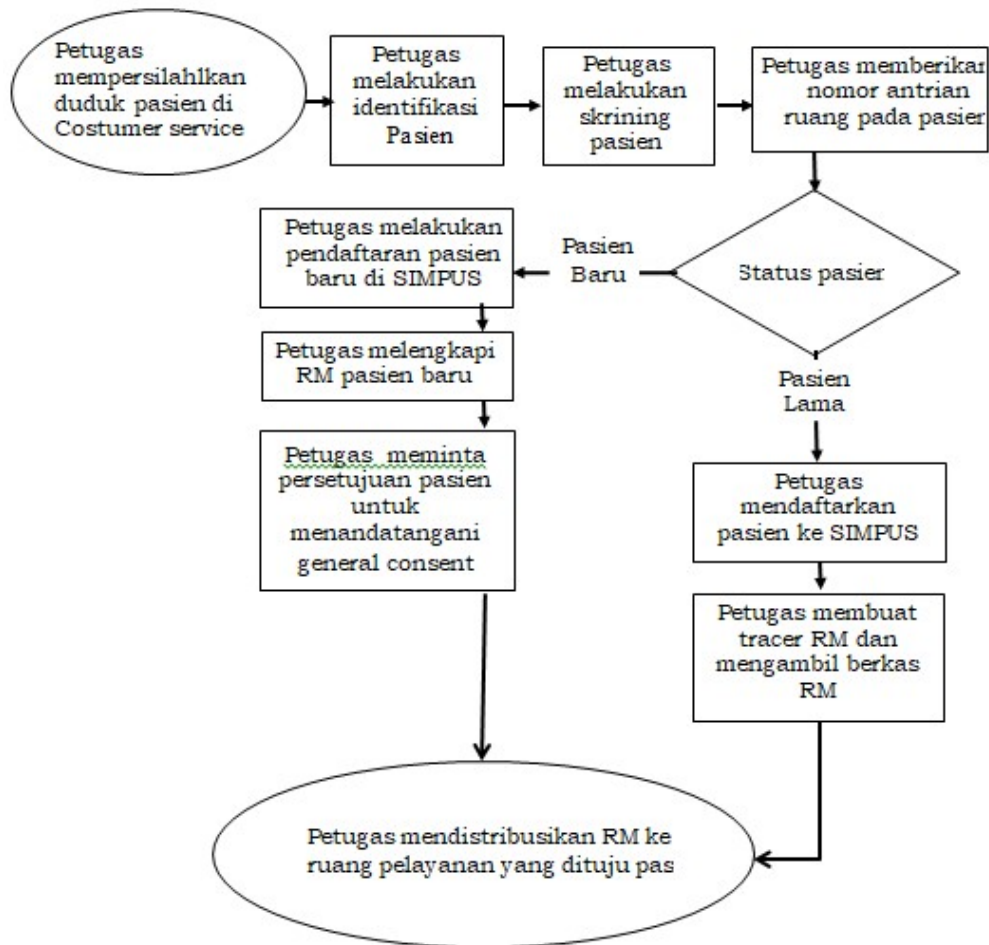 Petugas
mempersilahlkan
duduk pasien di
Costumer service
Petugas
melakukan
identifikasi
Pasien
Petugas
melakukan
skrining
pasien
Petugas memberikan
nomor antrian
ruang pada pasier
Status pasier
Pasien
Baru
Petugas melakukan
pendaftaran pasien
baru di SIMPUS
Petugas melengkapi
RM pasien baru
Petugas meminta
persetujuan pasien
untuk
menandatangani
general consent
Pasien
Lama
Petugas
mendaftarkan
pasien ke SIMPUS
Petugas membuat
tracer RM dan
mengambil berkas
RM
Petugas mendistribusikan RM ke
ruang pelayanan yang dituju pas